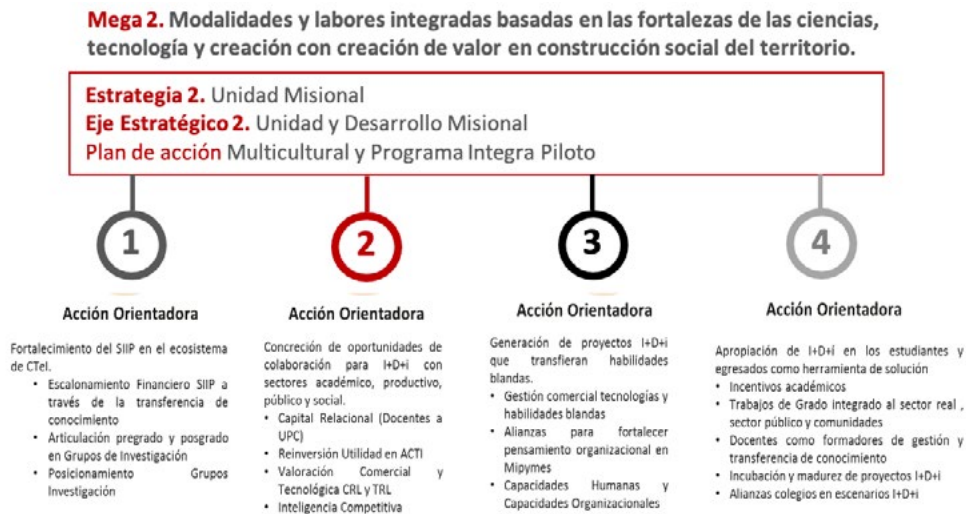 Mega 2. Modalidades y labores integradas basadas en las fortalezas de las ciencias,
tecnología y creación con creación de valor en construcción social del territorio.
Estrategia 2. Unidad Misional
Eje Estratégico 2. Unidad y Desarrollo Misional
Plan de acción Multicultural y Programa Integra Piloto
1
Acción Orientadora
Fortalecimiento del SIIP en el ecosistema
de CTeI.
• Escalonamiento Financiero SIIP a
través de la transferencia de
conocimiento
• Articulación pregrado y posgrado
en Grupos de Investigación
• Posicionamiento Grupos
Investigación
2
Acción Orientadora
Concreción de oportunidades de
colaboración para I+D+i con
sectores académico, productivo,
público y social.
• Capital Relacional (Docentes a
UPC)
• Reinversión Utilidad en ACTI
• Valoración Comercial y
Tecnológica CRL y TRL
• Inteligencia Competitiva
3
Acción Orientadora
Generación de proyectos I+D+i
que transfieran habilidades
blandas.
• Gestión comercial tecnologías y
habilidades blandas
• Alianzas para fortalecer
pensamiento organizacional en
Mipymes
• Capacidades Humanas y
Capacidades Organizacionales
4
Acción Orientadora
Apropiación de I+D+i en los estudiantes y
egresados como herramienta de solución
• Incentivos académicos
• Trabajos de Grado integrado al sector real ,
sector público y comunidades
• Docentes como formadores de gestión y
transferencia de conocimiento
• Incubación y madurez de proyectos I+D+i
• Alianzas colegios en escenarios I+D+i